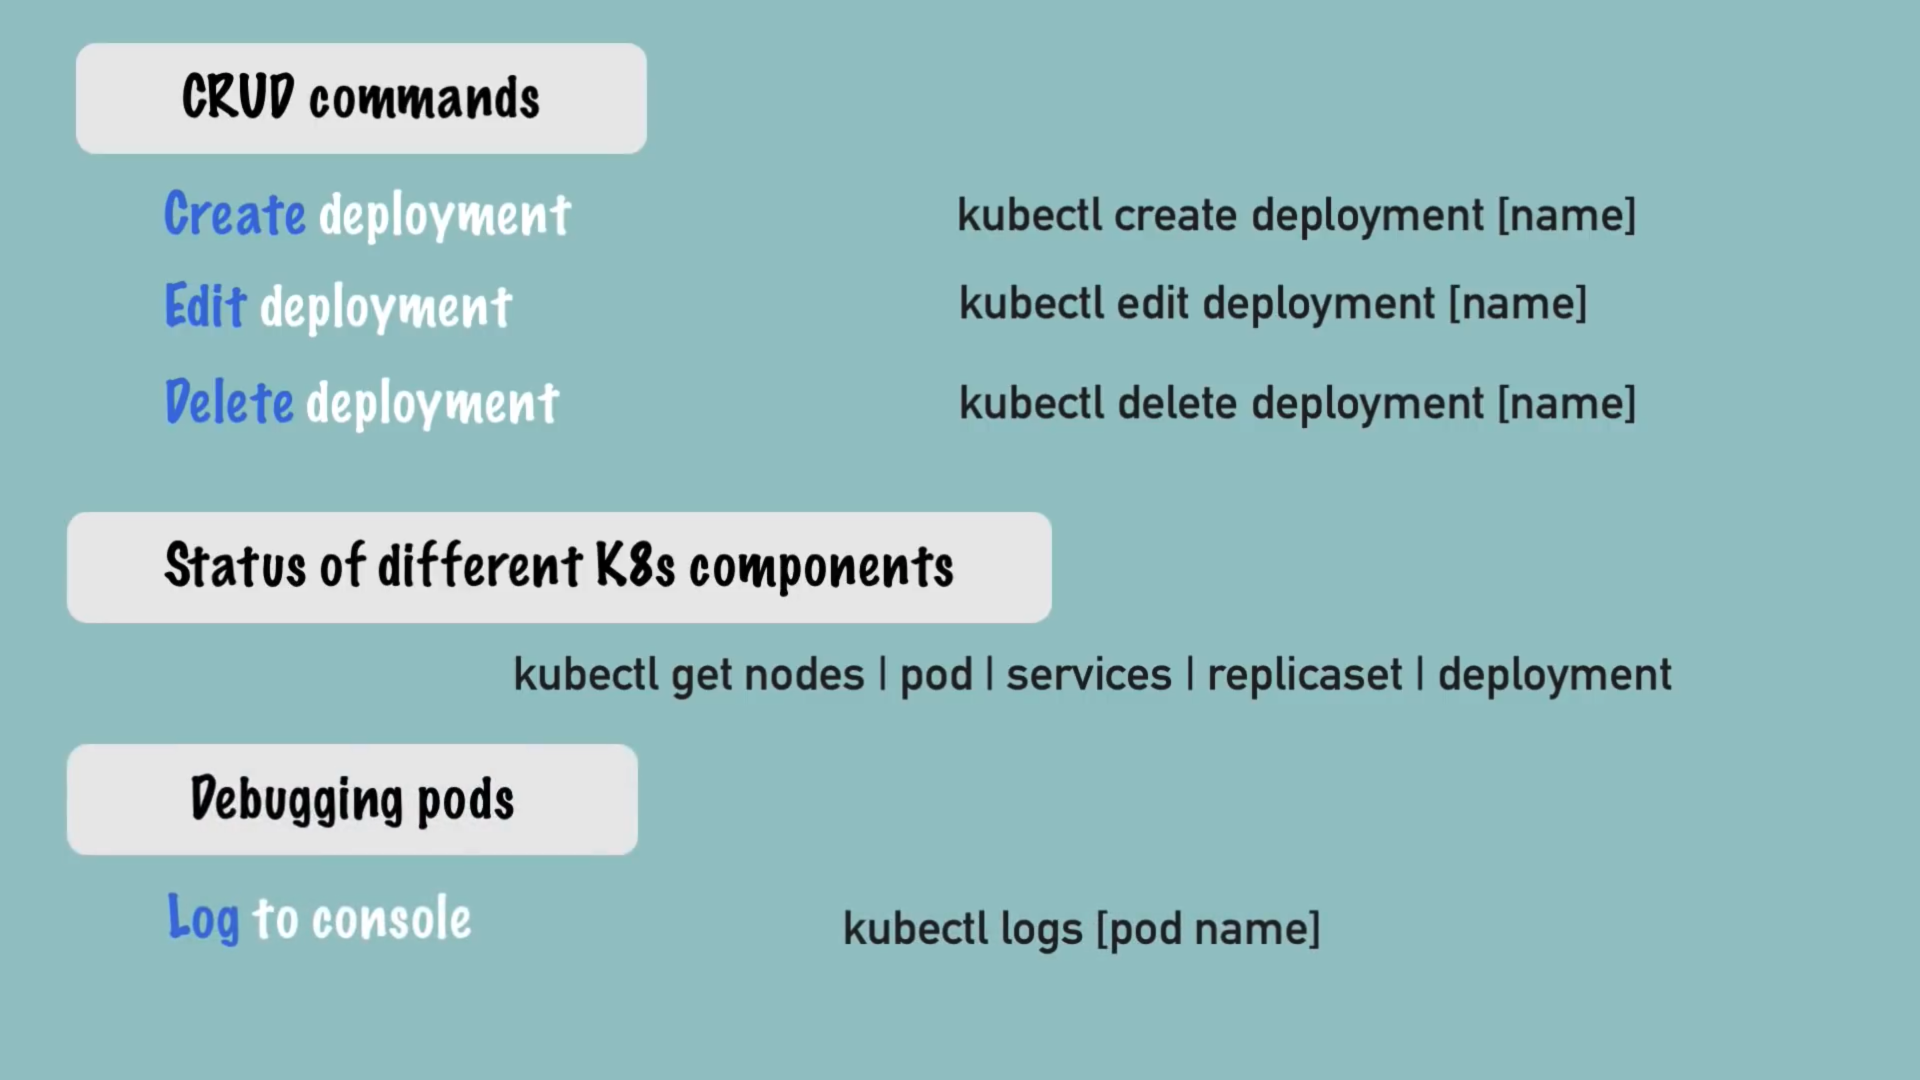 CRUD commands
Create deployment kubectl create deployment [name]
Edit deployment kubectl edit deployment [name]
Delete deployment kubectl delete deployment [name]
Status of different K8s components
kubectl get nodes | pod | services | replicaset | deployment
Debugging pods
Log to console kubectl logs [pod name]